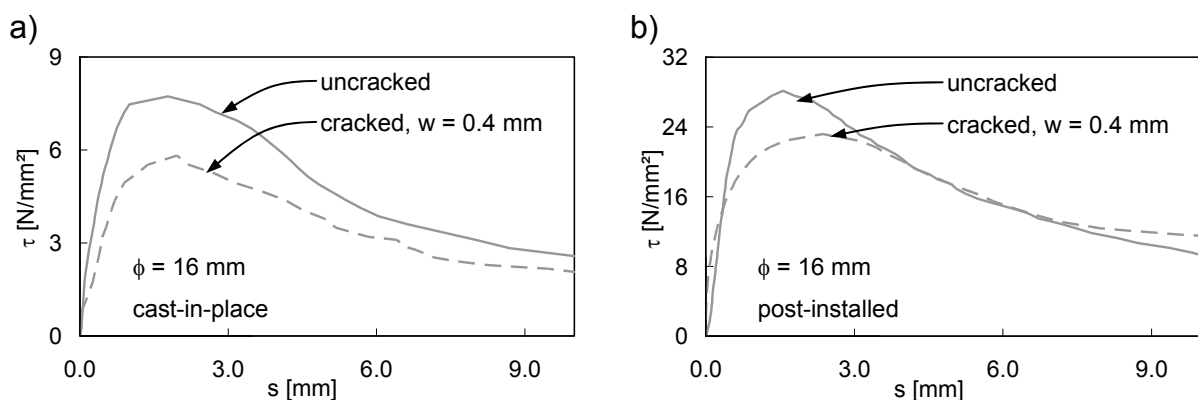 a)
τ [N/mm²]
9
6
3
0
0.0 3.0 6.0 9.0
s [mm]
uncracked
cracked, w = 0.4 mm
ϕ = 16 mm
cast-in-place
b)
τ [N/mm²]
32
24
16
8
0
0.0 3.0 6.0 9.0
s [mm]
uncracked
cracked, w = 0.4 mm
ϕ = 16 mm
post-installed